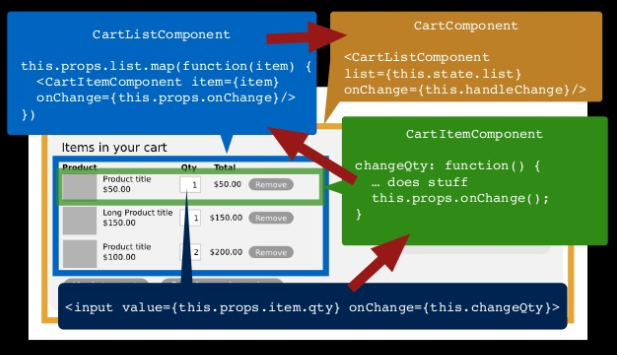 CartListComponent
this.props.list.map(function(item) {
<CartItemComponent item={item}
onChange={this.props.onChange}/>
})
CartComponent
<CartListComponent
list={this.state.list}
onChange={this.handleChange}/>
CartItemComponent
changeQty: function() {
… does stuff
this.props.onChange();
}
Items in your cart
Product Qty Total
Product title
$50.00
1 $50.00 Remove
Long Product title
$150.00
1 $150.00 Remove
Product title
$100.00
2 $200.00 Remove
<input value={this.props.item.qty} onChange={this.changeQty}>